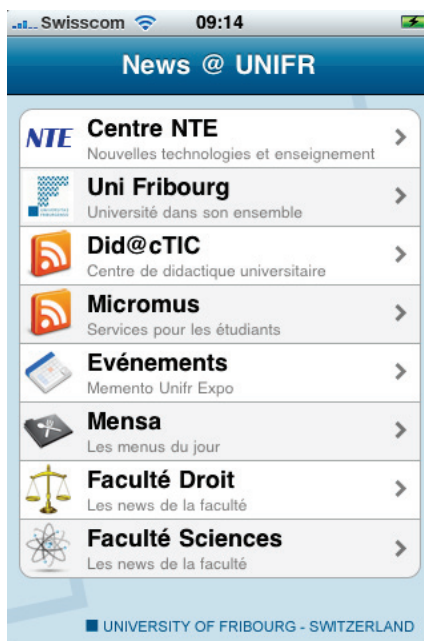 Swisscom 09:14
News @ UNIFR
NTE
Centre NTE
Nouvelles technologies et enseignement
Uni Fribourg
Université dans son ensemble
Did@cTIC
Centre de didactique universitaire
Micromus
Services pour les étudiants
Evénements
Memento Unifr Expo
Mensa
Les menus du jour
Faculté Droit
Les news de la faculté
Faculté Sciences
Les news de la faculté
UNIVERSITY OF FRIBOURG - SWITZERLAND